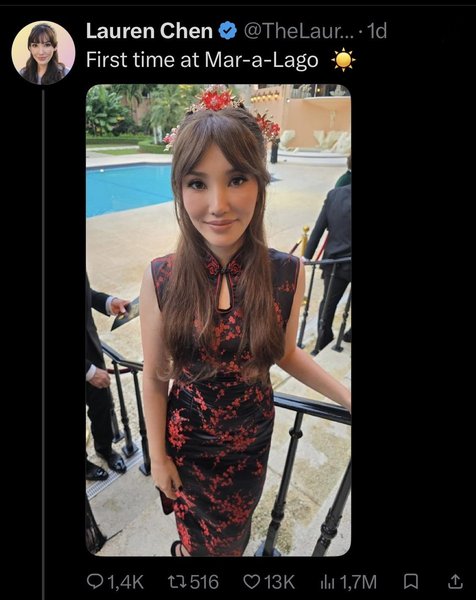 Lauren Chen @TheLaur... · 1d
First time at Mar-a-Lago ☀️
1,4K 516 13K 1,7M